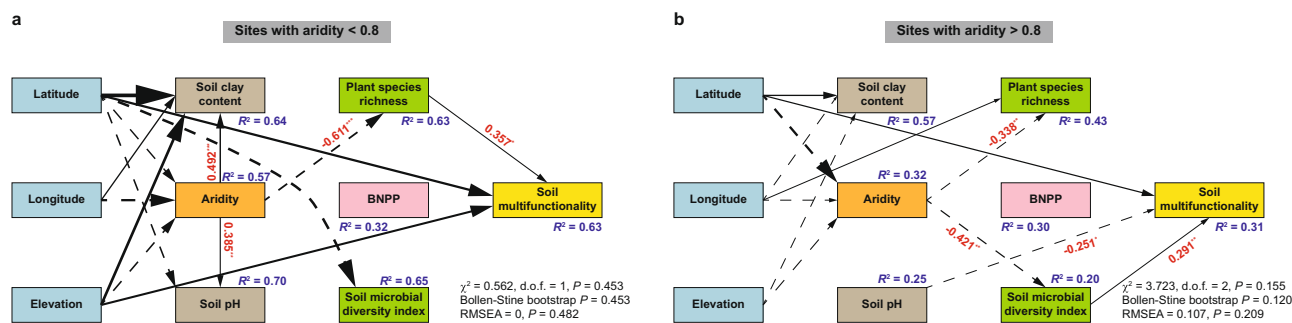 a
Sites with aridity < 0.8
Latitude
Soil clay
content
Plant species
richness
R² = 0.64
R² = 0.63
-0.611***
0.357*
0.492***
R² = 0.57
Longitude
Aridity
BNPP
Soil
multifunctionality
R² = 0.32
R² = 0.63
0.385**
R² = 0.70
R² = 0.65
Elevation
Soil pH
Soil microbial
diversity index
χ² = 0.562, d.o.f. = 1, P = 0.453
Bollen-Stine bootstrap P = 0.453
RMSEA = 0, P = 0.482
b
Sites with aridity > 0.8
Latitude
Soil clay
content
Plant species
richness
R² = 0.57
R² = 0.43
-0.338**
R² = 0.32
Longitude
Aridity
BNPP
Soil
multifunctionality
R² = 0.30
R² = 0.31
-0.421**
-0.251*
0.291**
R² = 0.25
R² = 0.20
Elevation
Soil pH
Soil microbial
diversity index
χ² = 3.723, d.o.f. = 2, P = 0.155
Bollen-Stine bootstrap P = 0.120
RMSEA = 0.107, P = 0.209